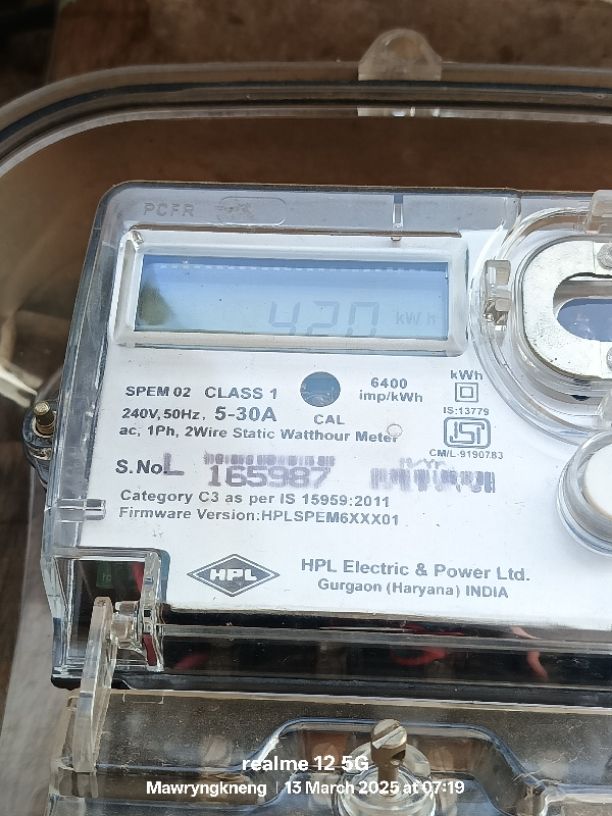 PCFR
420 kWh
SPEM 02 CLASS 1
6400
imp/kWh
kWh
IS:13779
240V, 50Hz, 5-30A
CAL
ac, 1Ph, 2Wire Static Watthour Meter
ISI
CM/L-9190783
S.No L 165987
Category C3 as per IS 15959:2011
Firmware Version:HPLSPEM6XXX01
HPL
HPL Electric & Power Ltd.
Gurgaon (Haryana) INDIA
realme 12 5G
Mawryngkneng | 13 March 2025 at 07:19